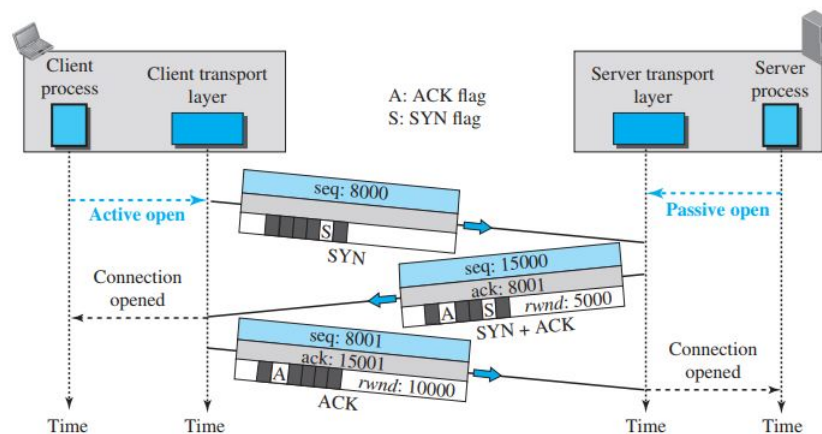 Client
process
Client transport
layer
A: ACK flag
S: SYN flag
Server transport
layer
Server
process
Active open
seq: 8000
S
SYN
Passive open
seq: 15000
ack: 8001
A S rwnd: 5000
SYN + ACK
Connection
opened
seq: 8001
ack: 15001
A rwnd: 10000
ACK
Connection
opened
Time
Time
Time
Time